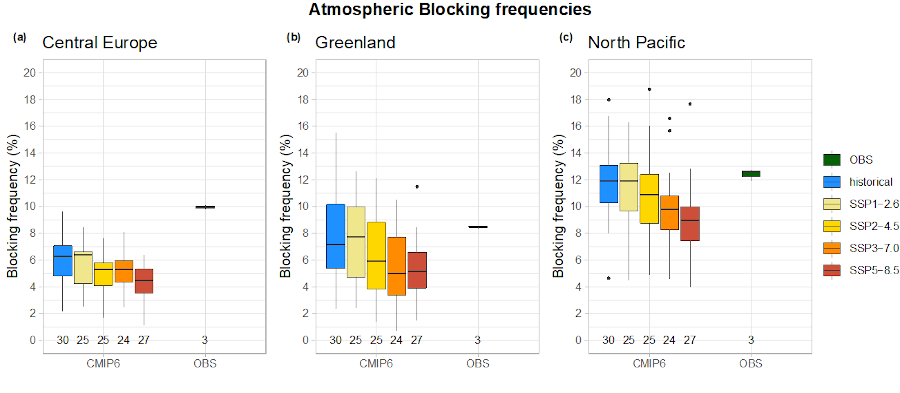 Atmospheric Blocking frequencies
(a) Central Europe
Blocking frequency (%)
20
18
16
14
12
10
8
6
4
2
0
30 25 25 24 27 3
CMIP6 OBS
(b) Greenland
Blocking frequency (%)
20
18
16
14
12
10
8
6
4
2
0
30 25 25 24 27 3
CMIP6 OBS
(c) North Pacific
Blocking frequency (%)
20
18
16
14
12
10
8
6
4
2
0
30 25 25 24 27 3
CMIP6 OBS
OBS
historical
SSP1−2.6
SSP2−4.5
SSP3−7.0
SSP5−8.5